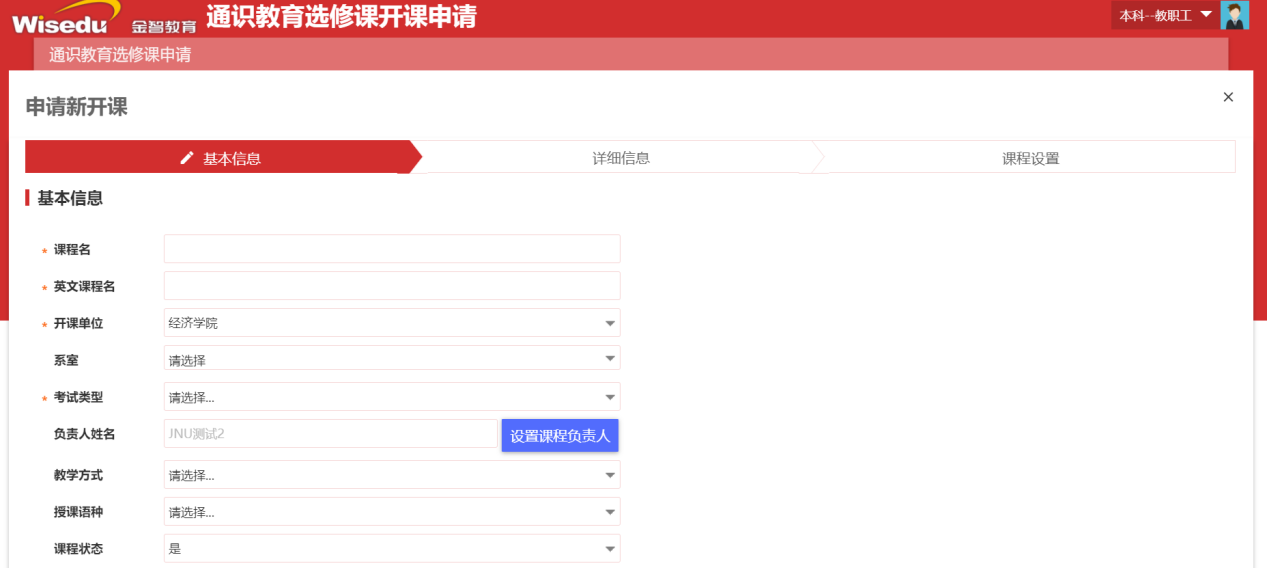 Wisedu 金智教育 通识教育选修课开课申请 本科--教职工
通识教育选修课申请
申请新开课 ×
基本信息 详细信息 课程设置
基本信息
* 课程名
* 英文课程名
* 开课单位 经济学院
系室 请选择
* 考试类型 请选择...
负责人姓名 JNU测试2 设置课程负责人
教学方式 请选择...
授课语种 请选择...
课程状态 是